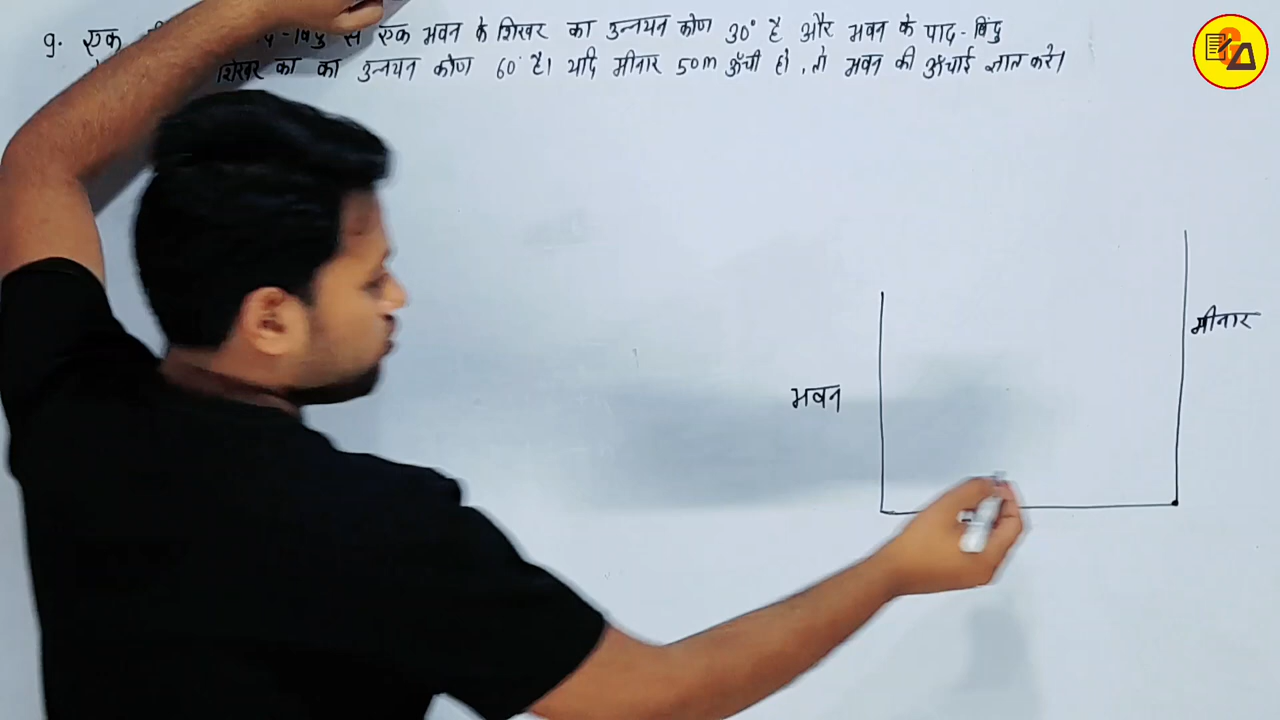 9. एक से एक भवन के शिखर का उन्नयन कोण 30° है और भवन के पाद-बिंदु
शिखर का का उन्नयन कोण 60° है। यदि मीनार 50m ऊँची हो, तो भवन की ऊँचाई ज्ञात करें।
मीनार
भवन